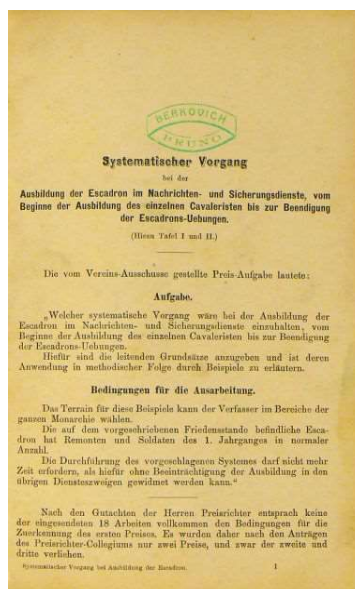 BERKOVICH
BRUNO
Systematischer Vorgang
bei der
Ausbildung der Escadron im Nachrichten- und Sicherungsdienste, vom
Beginne der Ausbildung des einzelnen Cavaleristen bis zur Beendigung
der Escadrons-Uebungen.
(Hiezu Tafel I und II.)
Die vom Vereins-Ausschusse gestellte Preis-Aufgabe lautete:
Aufgabe.
„Welcher systematische Vorgang wäre bei der Ausbildung der
Escadron im Nachrichten- und Sicherungsdienste einzuhalten, vom
Beginne der Ausbildung des einzelnen Cavaleristen bis zur Beendigung
der Escadrons-Uebungen.
Hiefür sind die leitenden Grundsätze anzugeben und ist deren
Anwendung in methodischer Folge durch Beispiele zu erläutern.
Bedingungen für die Ausarbeitung.
Das Terrain für diese Beispiele kann der Verfasser im Bereiche der
ganzen Monarchie wählen.
Die auf dem vorgeschriebenen Friedensstande befindliche Esca-
dron hat Remonten und Soldaten des 1. Jahrganges in normaler
Anzahl.
Die Durchführung des vorgeschlagenen Systemes darf nicht mehr
Zeit erfordern, als hiefür ohne Beeinträchtigung der Ausbildung in den
übrigen Diensteszweigen gewidmet werden kann.“
Nach den Gutachten der Herren Preisrichter entsprach keine
der eingesendeten 18 Arbeiten vollkommen den Bedingungen für die
Zuerkennung des ersten Preises. Es wurden daher nach den Anträgen
des Preisrichter-Collegiums nur zwei Preise, und zwar der zweite und
dritte verliehen.
Systematischer Vorgang bei Ausbildung der Escadron. 1